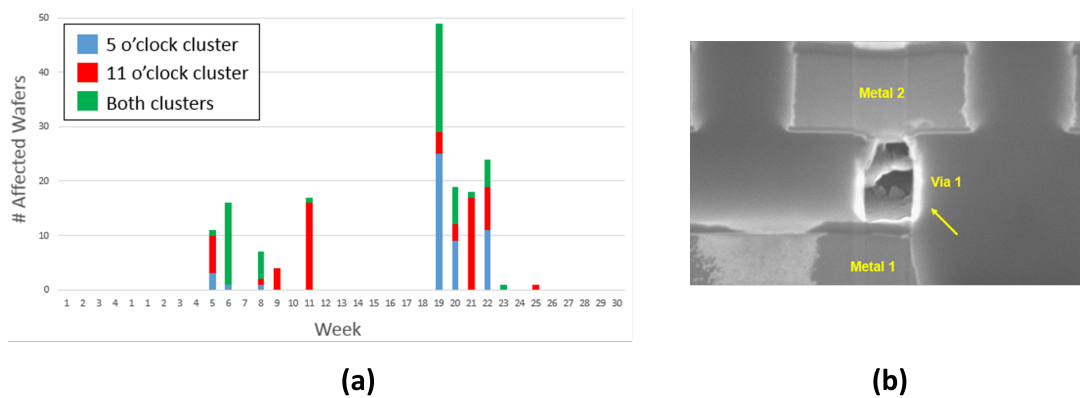 50
40
30
20
10
0
# Affected Wafers
5 o’clock cluster
11 o’clock cluster
Both clusters
1 2 3 4 1 1 2 3 4 5 6 7 8 9 10 11 12 13 14 15 16 17 18 19 20 21 22 23 24 25 26 27 28 29 30
Week
(a)
Metal 2
Via 1
Metal 1
(b)